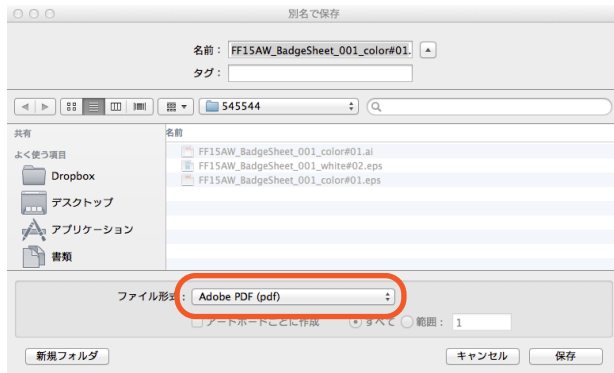 別名で保存
名前： FF15AW_BadgeSheet_001_color#01.
タグ：
545544
共有
よく使う項目
Dropbox
デスクトップ
アプリケーション
書類
名前
FF15AW_BadgeSheet_001_color#01.ai
FF15AW_BadgeSheet_001_white#02.eps
FF15AW_BadgeSheet_001_color#01.eps
ファイル形式： Adobe PDF (pdf)
アートボードごとに作成 すべて 範囲： 1
新規フォルダ キャンセル 保存